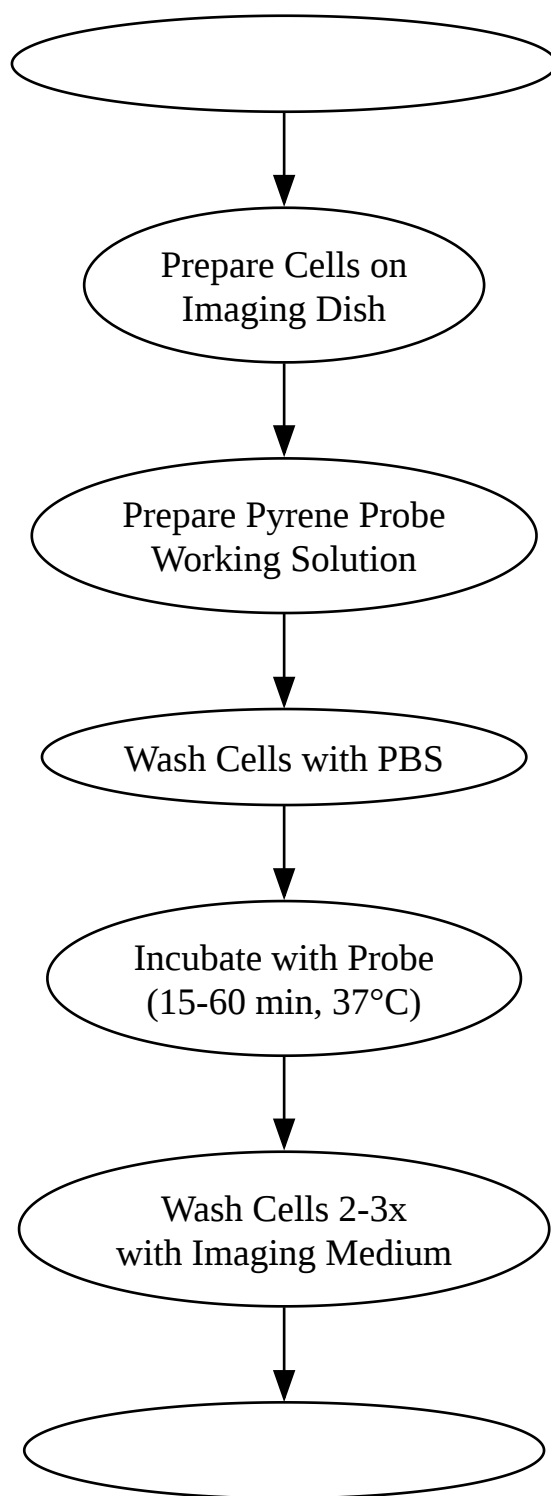 Prepare Cells on
Imaging Dish
Prepare Pyrene Probe
Working Solution
Wash Cells with PBS
Incubate with Probe
(15-60 min, 37°C)
Wash Cells 2-3x
with Imaging Medium